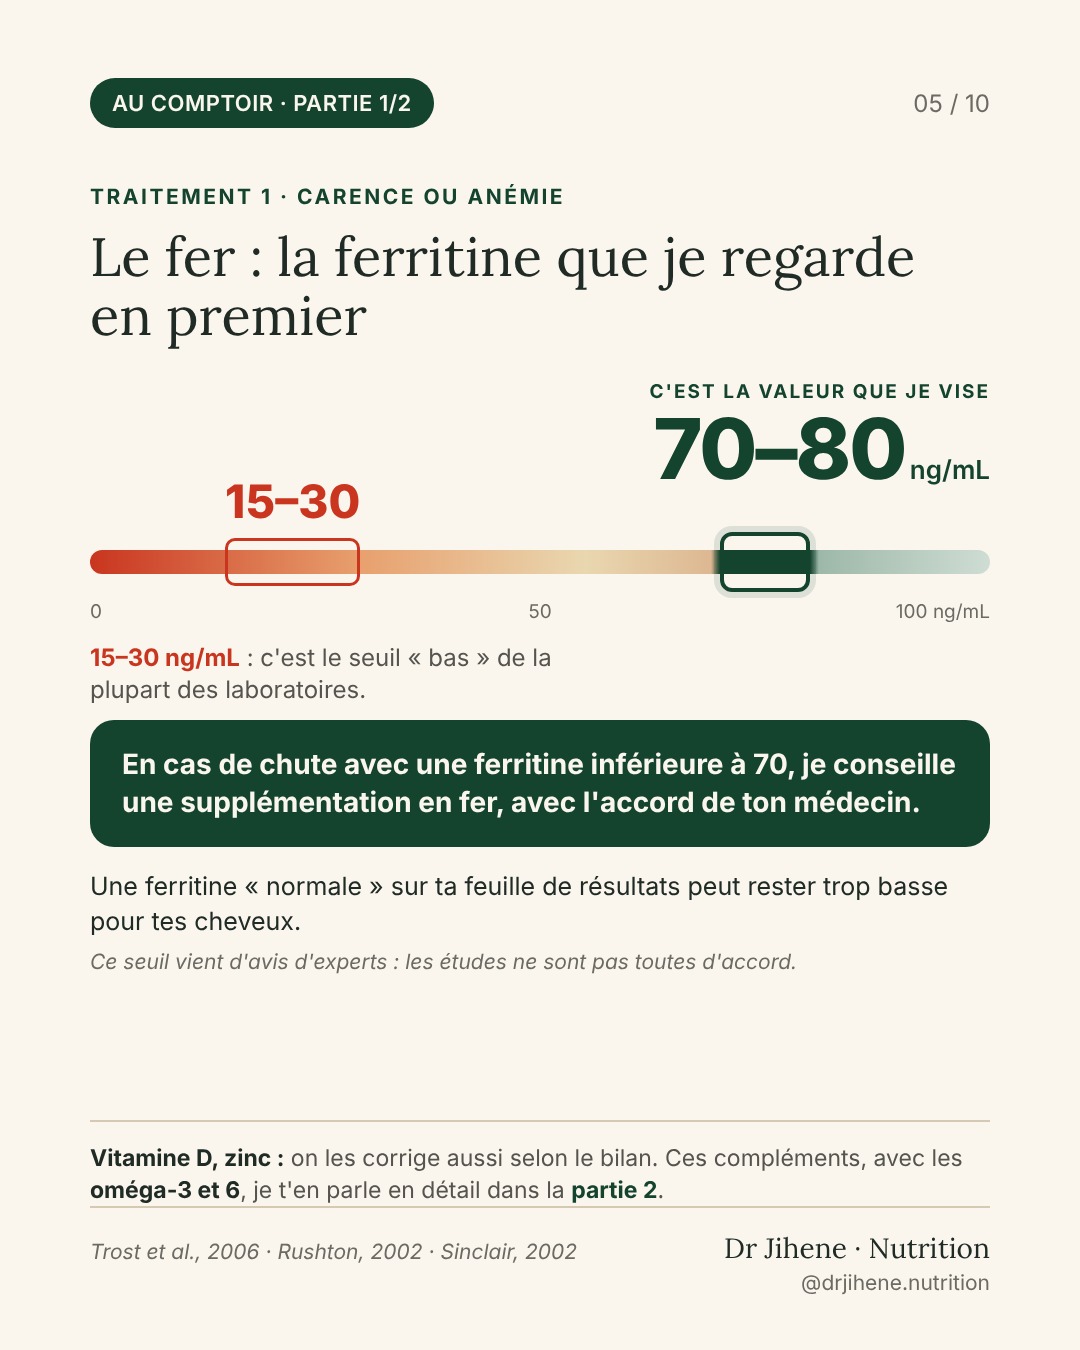 AU COMPTOIR · PARTIE 1/2
05 / 10
TRAITEMENT 1 · CARENCE OU ANÉMIE
Le fer : la ferritine que je regarde
en premier
C'EST LA VALEUR QUE JE VISE
70–80 ng/mL
15–30
0
50
100 ng/mL
15–30 ng/mL : c'est le seuil « bas » de la
plupart des laboratoires.
En cas de chute avec une ferritine inférieure à 70, je conseille
une supplémentation en fer, avec l'accord de ton médecin.
Une ferritine « normale » sur ta feuille de résultats peut rester trop basse
pour tes cheveux.
Ce seuil vient d'avis d'experts : les études ne sont pas toutes d'accord.
Vitamine D, zinc : on les corrige aussi selon le bilan. Ces compléments, avec les
oméga-3 et 6, je t'en parle en détail dans la partie 2.
Trost et al., 2006 · Rushton, 2002 · Sinclair, 2002
Dr Jihene · Nutrition
@drjihene.nutrition